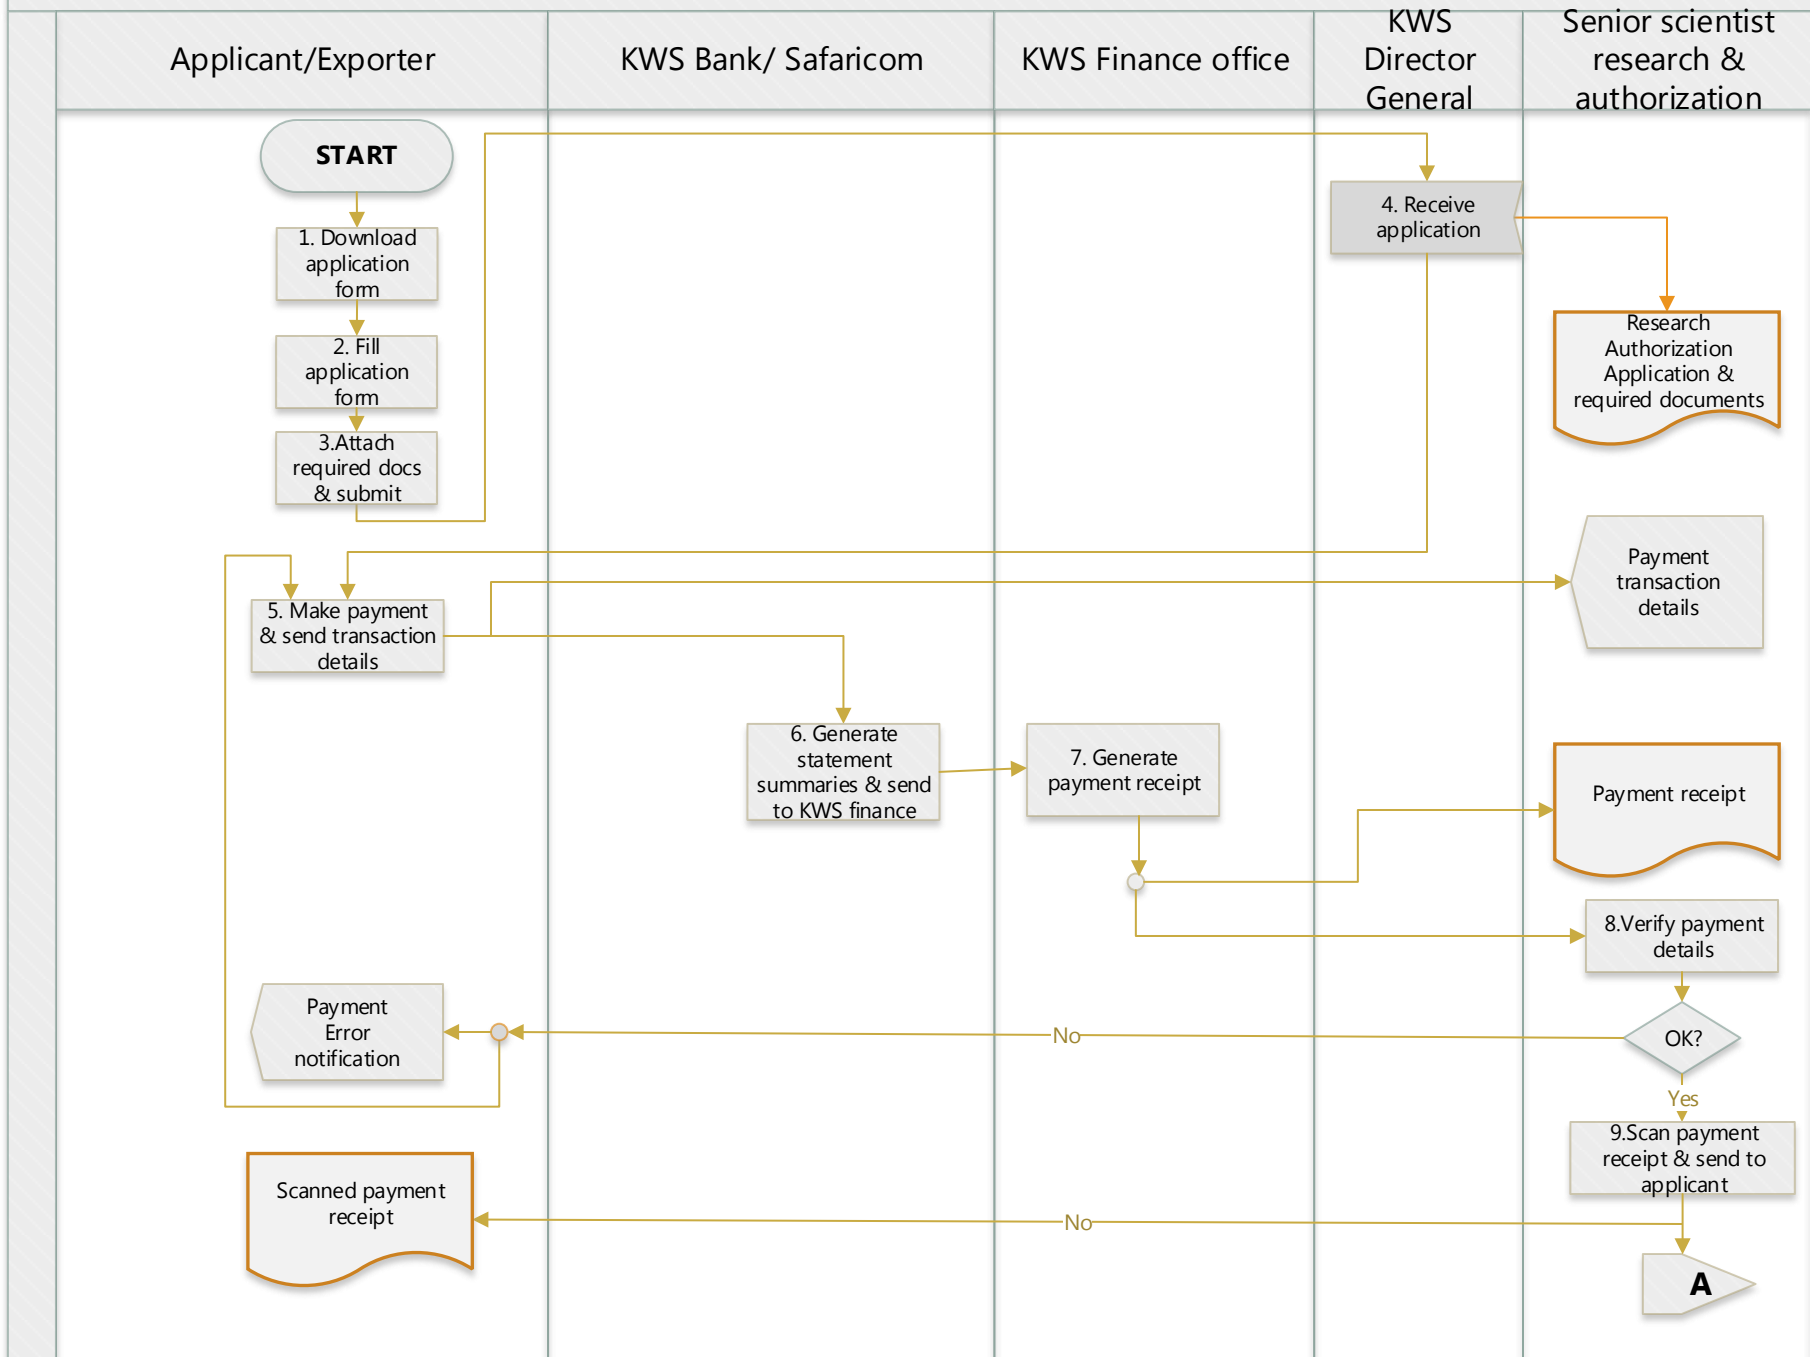 Applicant/Exporter
KWS Bank/ Safaricom
KWS Finance office
KWS
Director
General
Senior scientist
research &
authorization
START
1. Download
application
form
2. Fill
application
form
3.Attach
required docs
& submit
4. Receive
application
Research
Authorization
Application &
required documents
Payment
transaction
details
5. Make payment
& send transaction
details
6. Generate
statement
summaries & send
to KWS finance
7. Generate
payment receipt
Payment receipt
8.Verify payment
details
Payment
Error
notification
No
OK?
Yes
9.Scan payment
receipt & send to
applicant
Scanned payment
receipt
No
A